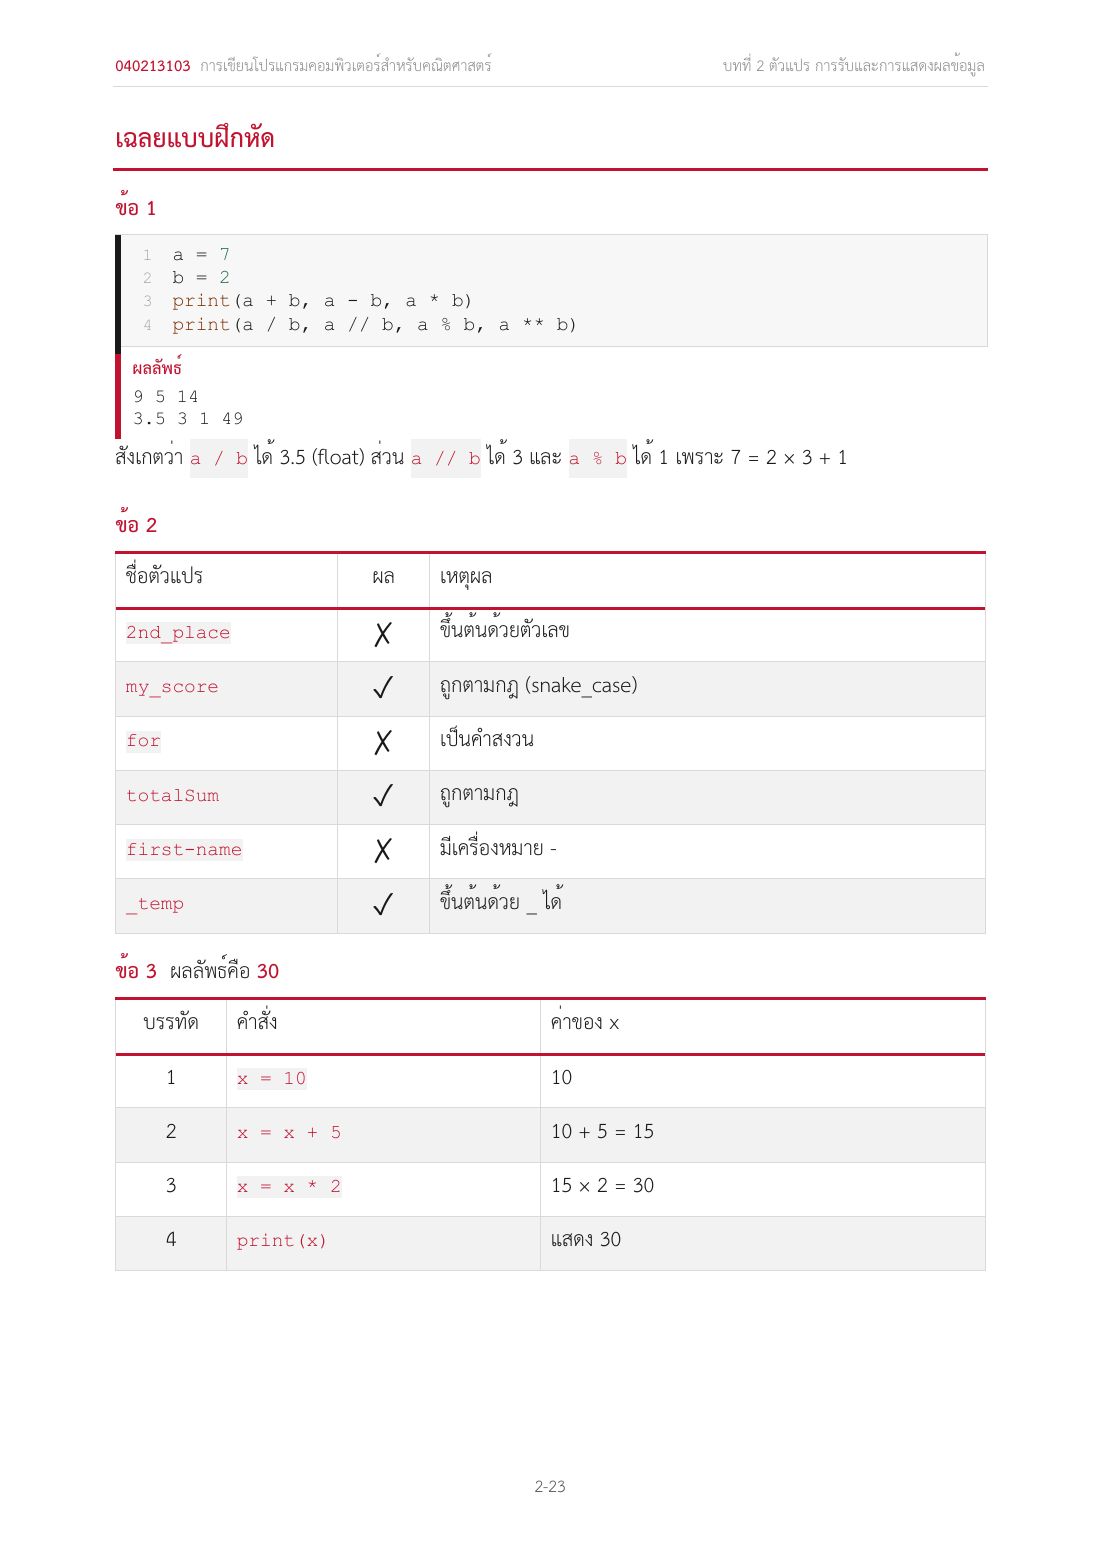 040213103 การเขียนโปรแกรมคอมพิวเตอร์สำหรับคณิตศาสตร์ บทที่ 2 ตัวแปร การรับและการแสดงผลข้อมูล
เฉลยแบบฝึกหัด
ข้อ 1
1 a = 7
2 b = 2
3 print(a + b, a - b, a * b)
4 print(a / b, a // b, a % b, a ** b)
ผลลัพธ์
9 5 14
3.5 3 1 49
สังเกตว่า a / b ได้ 3.5 (float) ส่วน a // b ได้ 3 และ a % b ได้ 1 เพราะ 7 = 2 × 3 + 1
ข้อ 2
ชื่อตัวแปร ผล เหตุผล
2nd_place ✗ ขึ้นต้นด้วยตัวเลข
my_score ✓ ถูกตามกฎ (snake_case)
for ✗ เป็นคำสงวน
totalSum ✓ ถูกตามกฎ
first-name ✗ มีเครื่องหมาย -
_temp ✓ ขึ้นต้นด้วย _ ได้
ข้อ 3 ผลลัพธ์คือ 30
บรรทัด คำสั่ง ค่าของ x
1 x = 10 10
2 x = x + 5 10 + 5 = 15
3 x = x * 2 15 × 2 = 30
4 print(x) แสดง 30
2-23